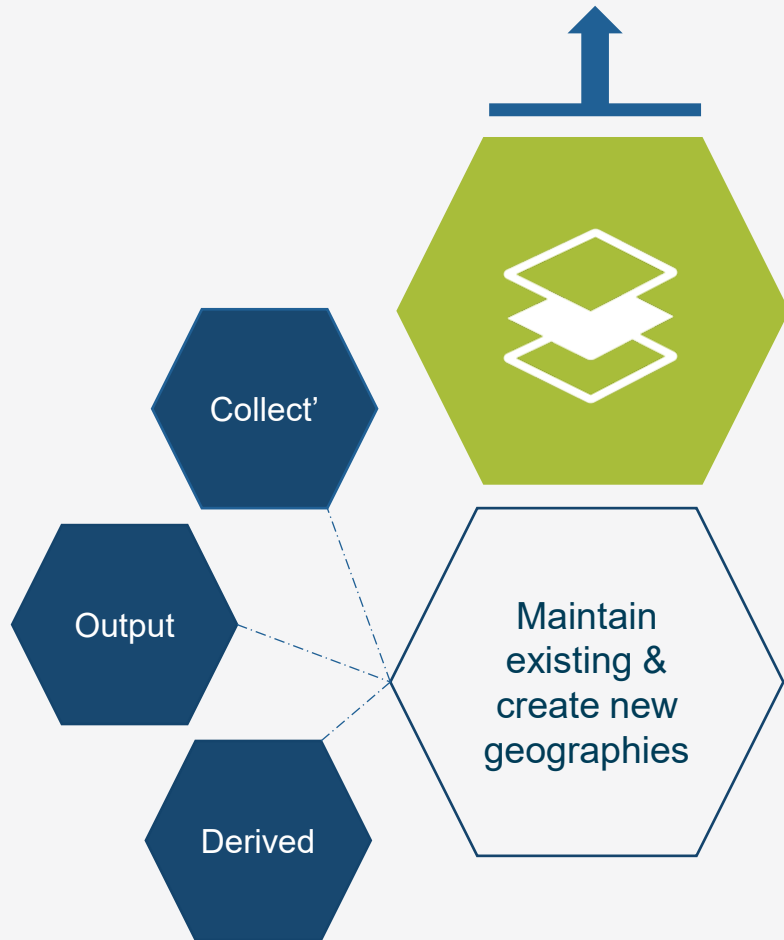 Collect’
Output
Maintain
existing &
create new
geographies
Derived